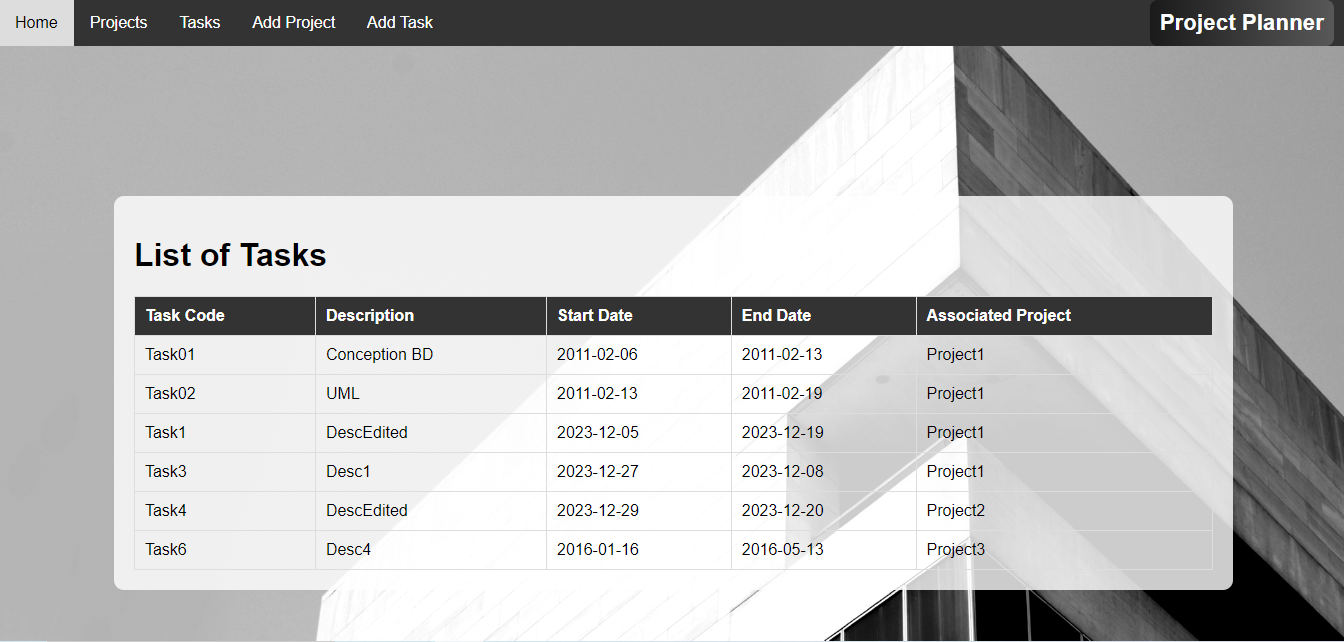 Home Projects Tasks Add Project Add Task Project Planner
List of Tasks
Task Code Description Start Date End Date Associated Project
Task01 Conception BD 2011-02-06 2011-02-13 Project1
Task02 UML 2011-02-13 2011-02-19 Project1
Task1 DescEdited 2023-12-05 2023-12-19 Project1
Task3 Desc1 2023-12-27 2023-12-08 Project1
Task4 DescEdited 2023-12-29 2023-12-20 Project2
Task6 Desc4 2016-01-16 2016-05-13 Project3